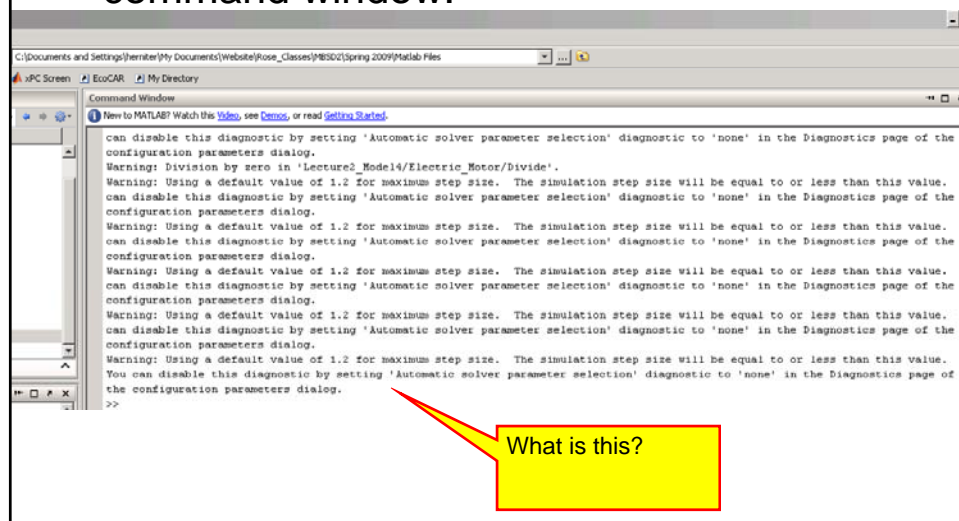 command window.
C:\Documents and Settings\herniter\My Documents\Website\Rose_Classes\MBSD2\Spring 2009\Matlab Files
xPC Screen EcoCAR My Directory
Command Window
New to MATLAB? Watch this Video, see Demos, or read Getting Started.
can disable this diagnostic by setting 'Automatic solver parameter selection' diagnostic to 'none' in the Diagnostics page of the
configuration parameters dialog.
Warning: Division by zero in 'Lecture2_Model4/Electric_Motor/Divide'.
Warning: Using a default value of 1.2 for maximum step size.  The simulation step size will be equal to or less than this value.
can disable this diagnostic by setting 'Automatic solver parameter selection' diagnostic to 'none' in the Diagnostics page of the
configuration parameters dialog.
Warning: Using a default value of 1.2 for maximum step size.  The simulation step size will be equal to or less than this value.
can disable this diagnostic by setting 'Automatic solver parameter selection' diagnostic to 'none' in the Diagnostics page of the
configuration parameters dialog.
Warning: Using a default value of 1.2 for maximum step size.  The simulation step size will be equal to or less than this value.
can disable this diagnostic by setting 'Automatic solver parameter selection' diagnostic to 'none' in the Diagnostics page of the
configuration parameters dialog.
Warning: Using a default value of 1.2 for maximum step size.  The simulation step size will be equal to or less than this value.
can disable this diagnostic by setting 'Automatic solver parameter selection' diagnostic to 'none' in the Diagnostics page of the
configuration parameters dialog.
Warning: Using a default value of 1.2 for maximum step size.  The simulation step size will be equal to or less than this value.
You can disable this diagnostic by setting 'Automatic solver parameter selection' diagnostic to 'none' in the Diagnostics page of
the configuration parameters dialog.
>>
What is this?